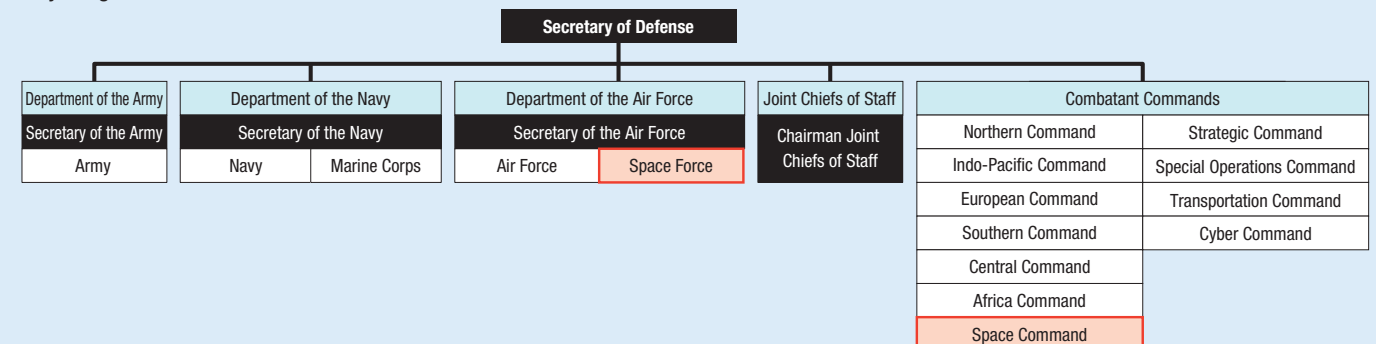 Secretary of Defense
Department of the Army
Secretary of the Army
Army
Department of the Navy
Secretary of the Navy
Navy
Marine Corps
Department of the Air Force
Secretary of the Air Force
Air Force
Space Force
Joint Chiefs of Staff
Chairman Joint
Chiefs of Staff
Combatant Commands
Northern Command
Indo-Pacific Command
European Command
Southern Command
Central Command
Africa Command
Space Command
Strategic Command
Special Operations Command
Transportation Command
Cyber Command